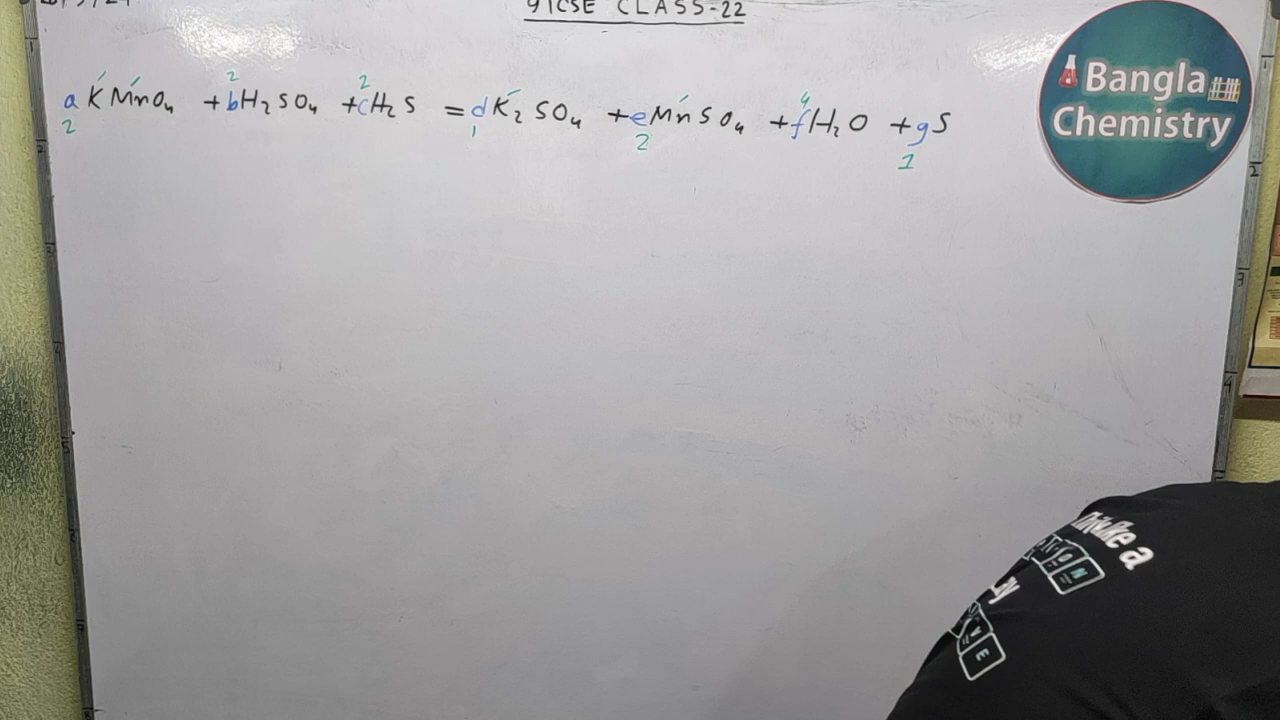 9 ICSE CLASS-22
2 2 4
aKMnO₄ + bH₂SO₄ + cH₂S = dK₂SO₄ + eMnSO₄ + fH₂O + gS
2 1 2 1
Bangla
Chemistry